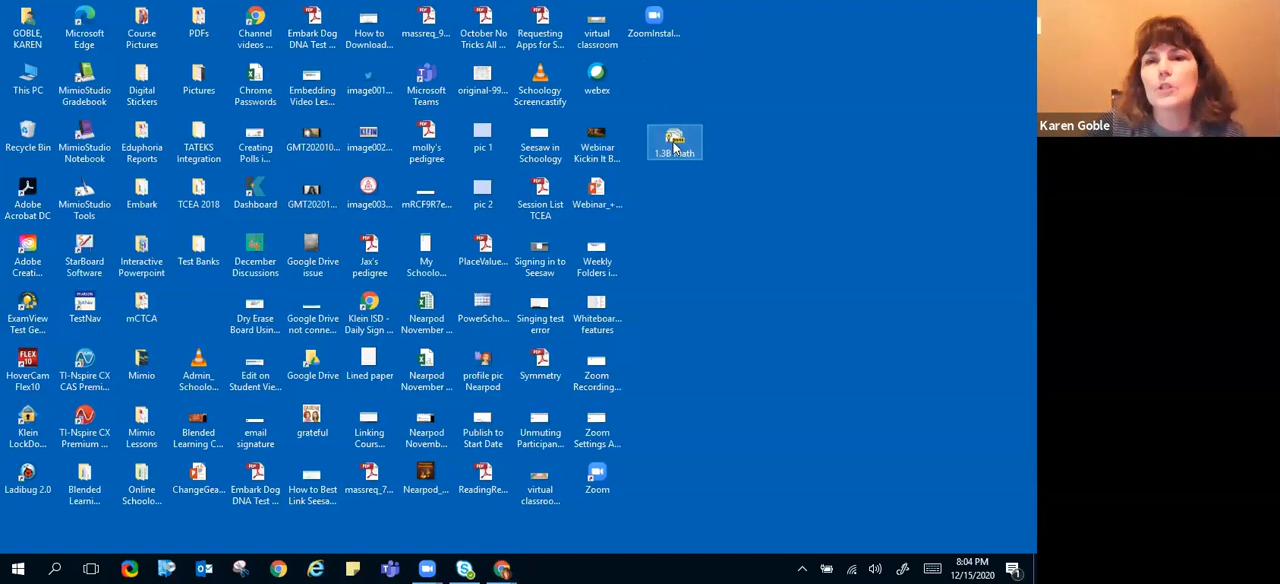 GOBLE, KAREN
Microsoft Edge
Course Pictures
PDFs
Channel videos ...
Embark Dog DNA Test ...
How to Download...
massreq_9...
October No Tricks All ...
Requesting Apps for S...
virtual classroom
ZoomInstal...
This PC
MimioStudio Gradebook
Digital Stickers
Pictures
Chrome Passwords
Embedding Video Les...
image001...
Microsoft Teams
original-99...
Schoology Screencastify
webex
Recycle Bin
MimioStudio Notebook
Eduphoria Reports
TATEKS Integration
Creating Polls i...
GMT202010...
image002...
molly's pedigree
pic 1
Seesaw in Schoology
Webinar Kickin It B...
1.3B Math
Adobe Acrobat DC
MimioStudio Tools
Embark
TCEA 2018
Dashboard
GMT20201...
image003...
mRCF9R7e...
pic 2
Session List TCEA
Webinar_+...
Adobe Creati...
StarBoard Software
Interactive Powerpoint
Test Banks
December Discussions
Google Drive issue
Jax's pedigree
My Schoolo...
PlaceValue...
Signing in to Seesaw
Weekly Folders i...
ExamView Test Ge...
TestNav
mCTCA
Dry Erase Board Usin...
Google Drive not conne...
Klein ISD - Daily Sign ...
Nearpod November ...
PowerScho...
Singing test error
Whiteboard... features
HoverCam Flex10
TI-Nspire CX CAS Premi...
Mimio
Admin_ Schoolo...
Edit on Student Vie...
Google Drive
Lined paper
Nearpod November ...
profile pic Nearpod
Symmetry
Zoom Recording...
Klein LockDo...
TI-Nspire CX Premium ...
Mimio Lessons
Blended Learning C...
email signature
grateful
Linking Cours...
Nearpod Novemb...
Publish to Start Date
Unmuting Participan...
Zoom Settings A...
Ladibug 2.0
Blended Learni...
Online Schoolo...
ChangeGea...
Embark Dog DNA Test ...
How to Best Link Seesa...
massreq_7...
Nearpod_...
ReadingRe...
virtual classroo...
Zoom
8:04 PM
12/15/2020
Karen Goble